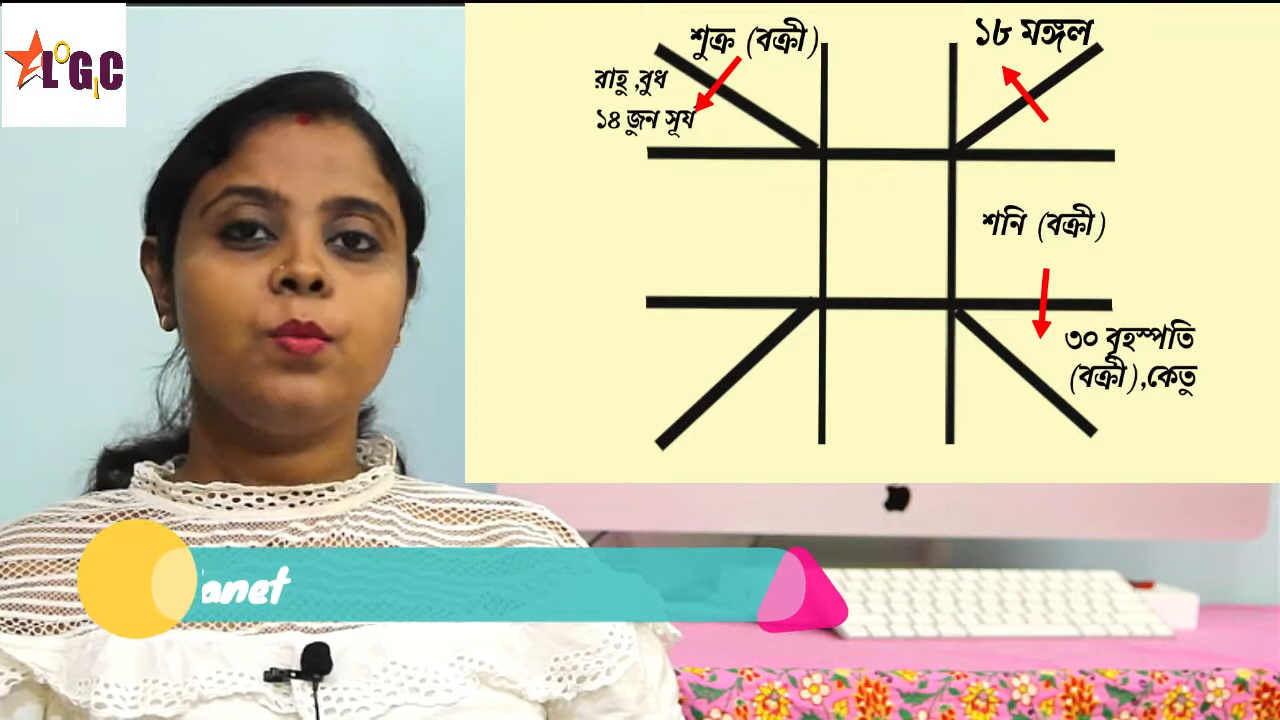 LOGIC
শুক্র (বক্রী)
১৮ মঙ্গল
রাহু ,বুধ
১৪ জুন সূর্য
শনি (বক্রী)
৩০ বৃহস্পতি
(বক্রী),কেতু
anet